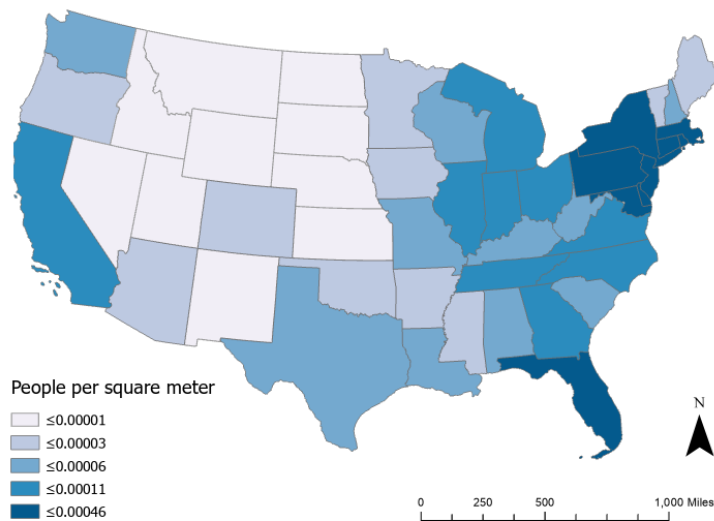 People per square meter
≤0.00001
≤0.00003
≤0.00006
≤0.00011
≤0.00046
N
0 250 500 1,000 Miles